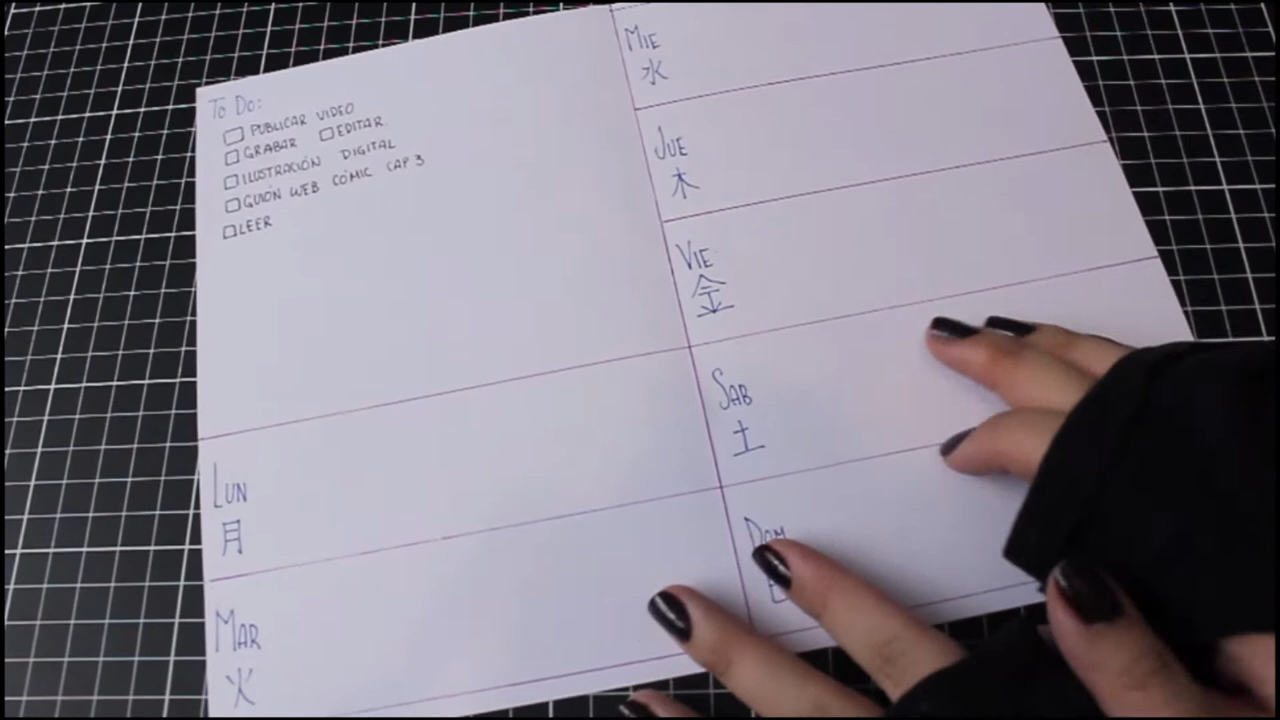 To Do:
☐ PUBLICAR VIDEO
☐ GRABAR ☐ EDITAR.
☐ ILUSTRACIÓN DIGITAL
☐ GUIÓN WEB CÓMIC CAP 3
☐ LEER
LUN
月
MAR
火
MIE
水
JUE
木
VIE
金
SAB
土
DOM